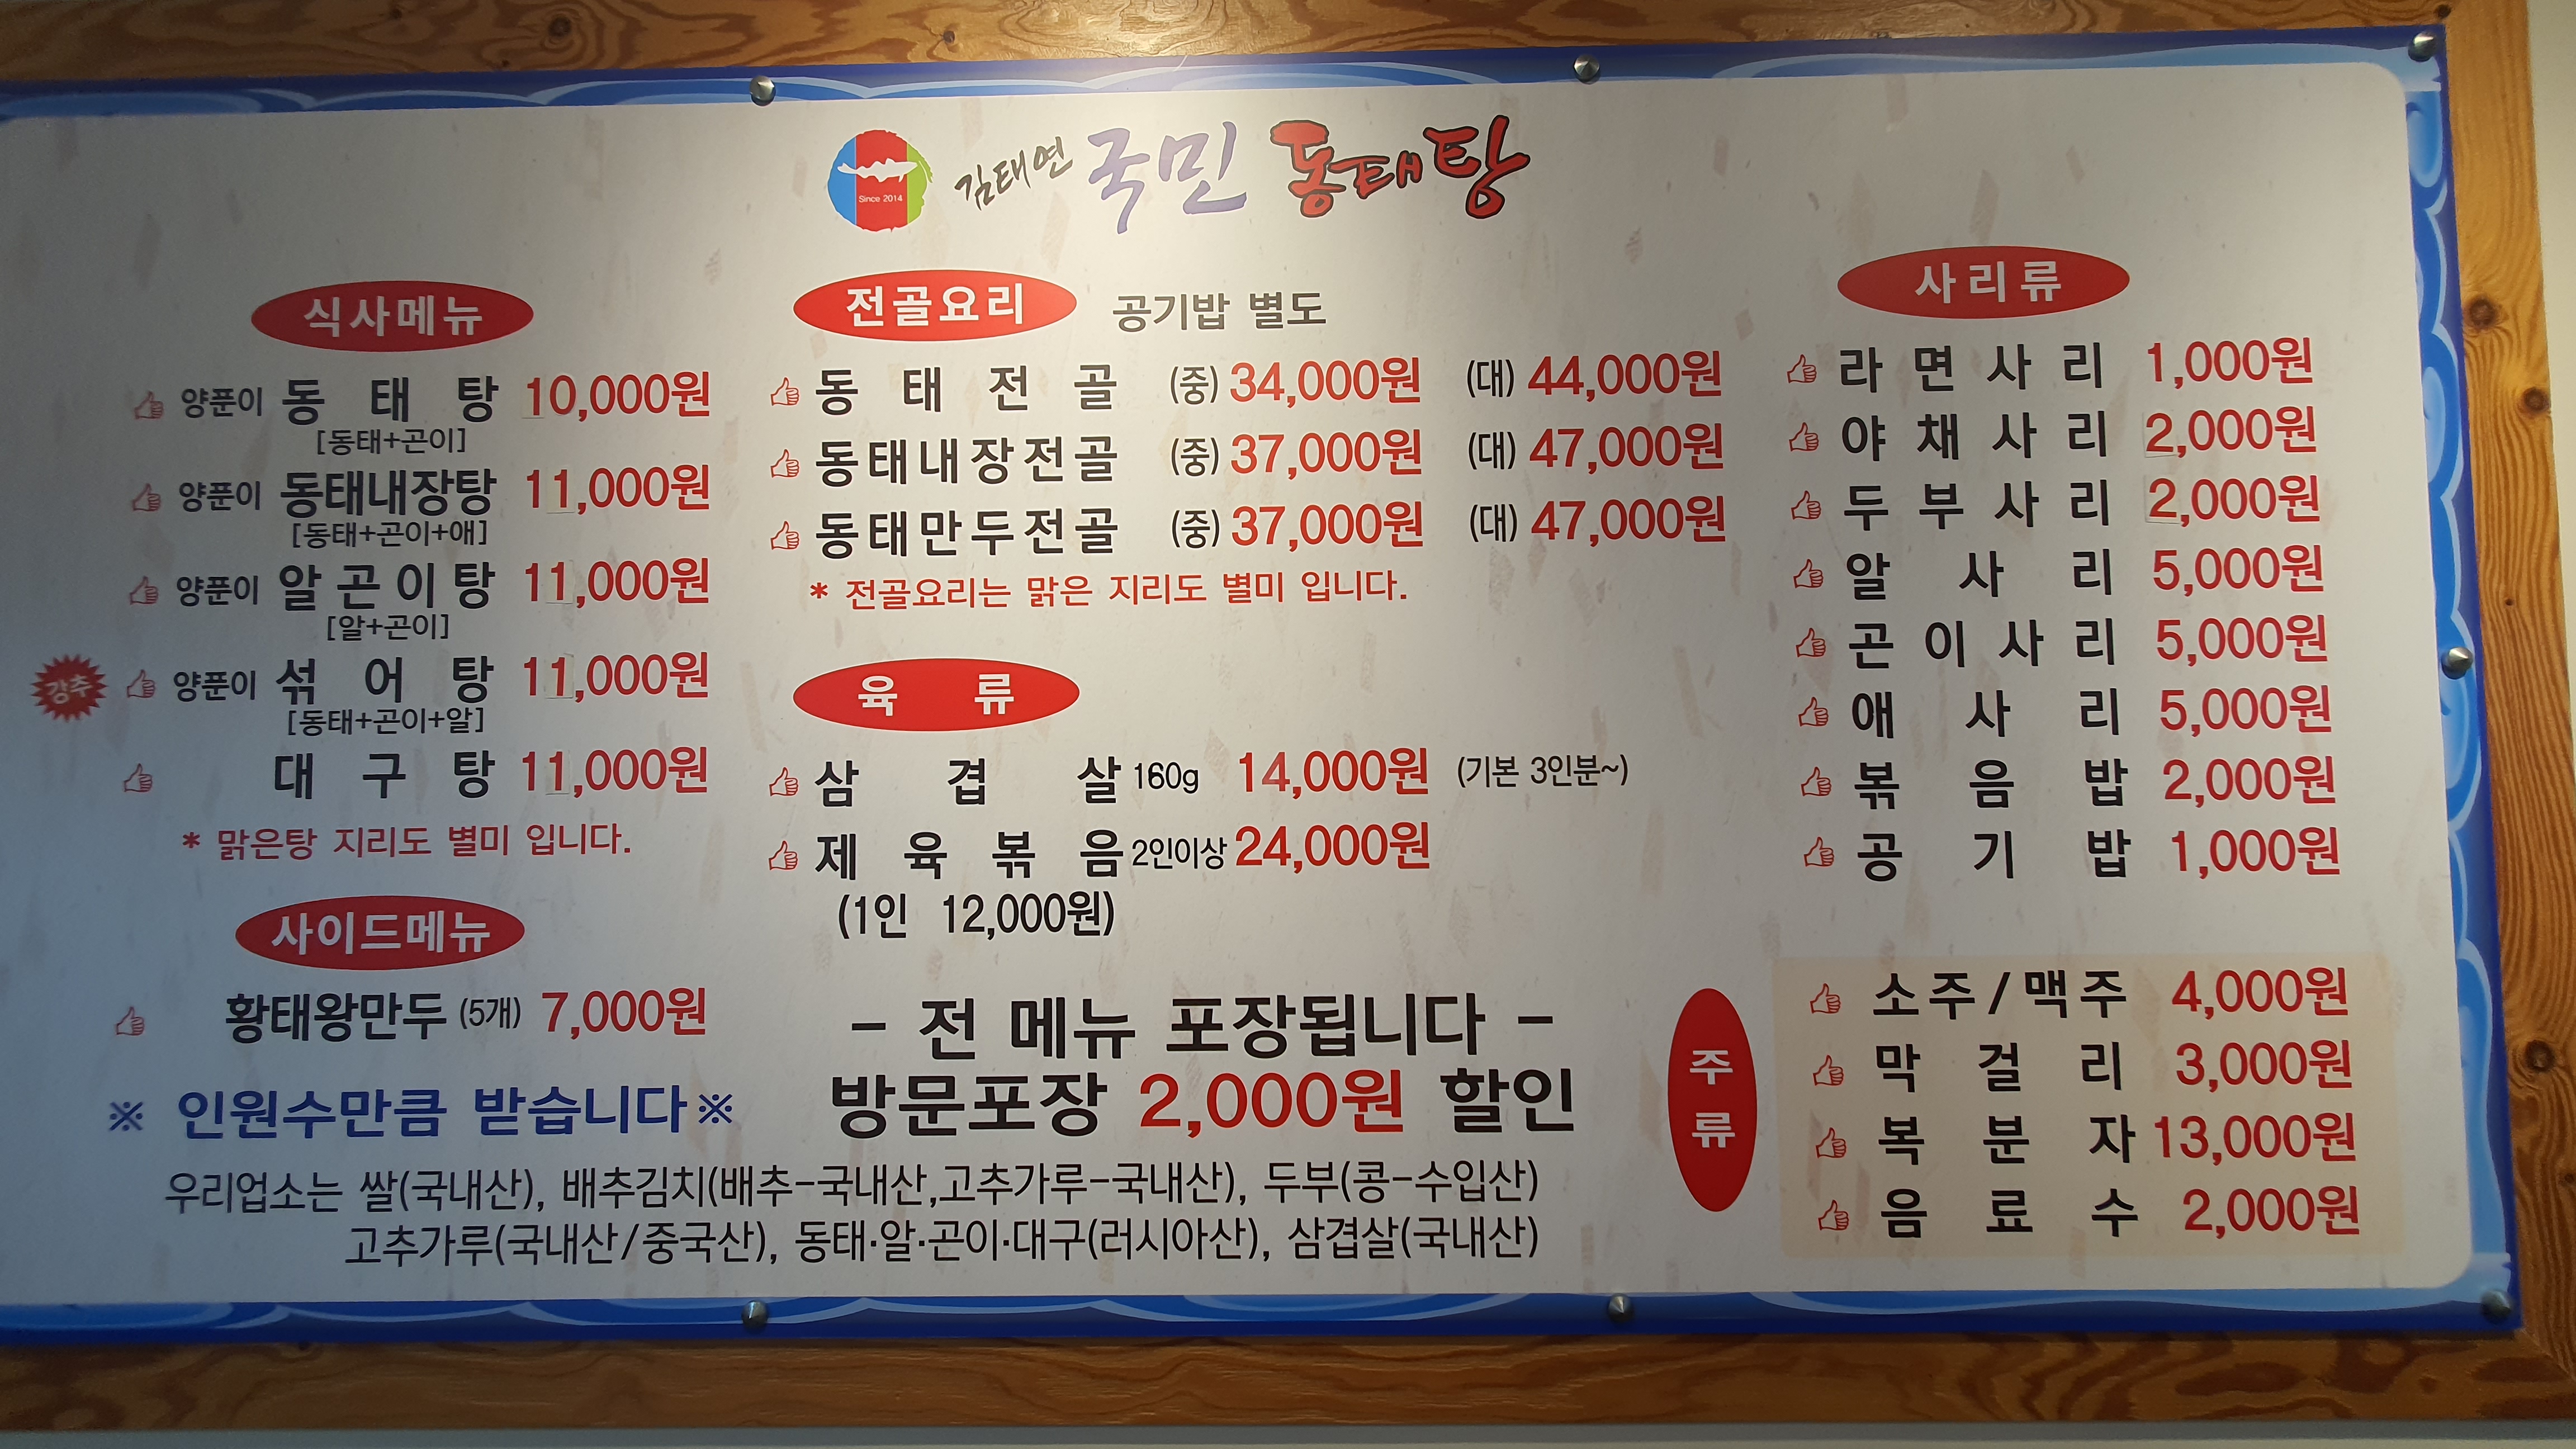 Since 2014
김태연 국민 동태탕
식사메뉴
양푼이 동태탕 10,000원
[동태+곤이]
양푼이 동태내장탕 11,000원
[동태+곤이+애]
양푼이 알곤이탕 11,000원
[알+곤이]
강추 양푼이 섞어탕 11,000원
[동태+곤이+알]
대구탕 11,000원
* 맑은탕 지리도 별미 입니다.
사이드메뉴
황태왕만두 (5개) 7,000원
※ 인원수만큼 받습니다※
전골요리 공기밥 별도
동태전골 (중) 34,000원 (대) 44,000원
동태내장전골 (중) 37,000원 (대) 47,000원
동태만두전골 (중) 37,000원 (대) 47,000원
* 전골요리는 맑은 지리도 별미 입니다.
육류
삼겹살 160g 14,000원 (기본 3인분~)
제육볶음 2인이상 24,000원
(1인 12,000원)
- 전 메뉴 포장됩니다 -
방문포장 2,000원 할인
사리류
라면사리 1,000원
야채사리 2,000원
두부사리 2,000원
알사리 5,000원
곤이사리 5,000원
애사리 5,000원
볶음밥 2,000원
공기밥 1,000원
주류
소주/맥주 4,000원
막걸리 3,000원
복분자 13,000원
음료수 2,000원
우리업소는 쌀(국내산), 배추김치(배추-국내산,고추가루-국내산), 두부(콩-수입산)
고추가루(국내산/중국산), 동태·알·곤이·대구(러시아산), 삼겹살(국내산)